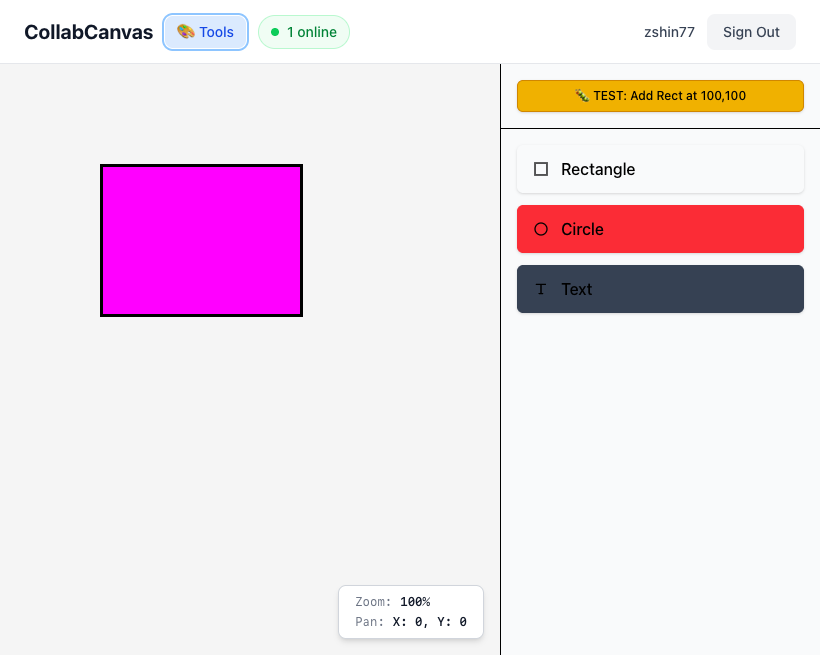 CollabCanvas 🎨 Tools 1 online zshin77 Sign Out
🐛 TEST: Add Rect at 100,100
Rectangle
Circle
T Text
Zoom: 100%
Pan: X: 0, Y: 0